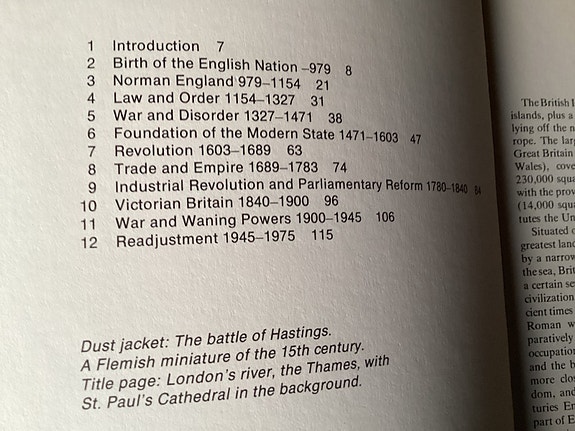 1 Introduction 7
2 Birth of the English Nation –979 8
3 Norman England 979–1154 21
4 Law and Order 1154–1327 31
5 War and Disorder 1327–1471 38
6 Foundation of the Modern State 1471–1603 47
7 Revolution 1603–1689 63
8 Trade and Empire 1689–1783 74
9 Industrial Revolution and Parliamentary Reform 1780–1840 84
10 Victorian Britain 1840–1900 96
11 War and Waning Powers 1900–1945 106
12 Readjustment 1945–1975 115
Dust jacket: The battle of Hastings.
A Flemish miniature of the 15th century.
Title page: London's river, the Thames, with
St. Paul's Cathedral in the background.
The British I
islands, plus a
lying off the n
rope. The larg
Great Britain
Wales), cove
230,000 squa
with the prov
(14,000 squa
tutes the Un
Situated o
greatest land
by a narrow
the sea, Brit
a certain se
civilization
cient times
Roman w
paratively
occupation
and the b
more clos
dom, and
turies En
part of E